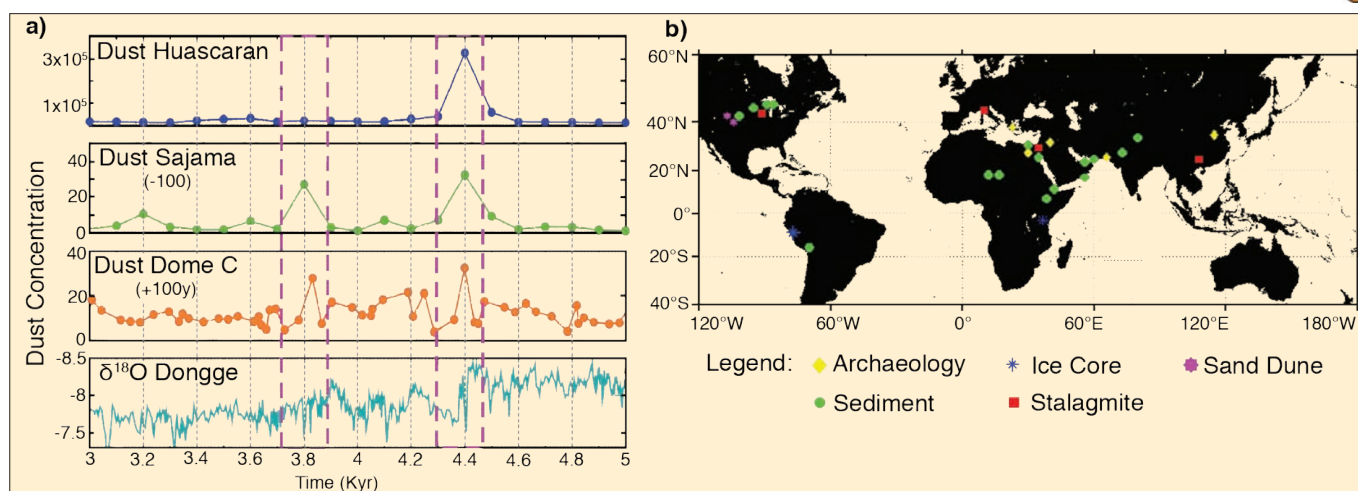 a)
Dust Concentration
Dust Huascaran
3x10⁵
1x10⁵
Dust Sajama
(-100)
40
20
0
Dust Dome C
(+100y)
40
20
0
δ¹⁸O Dongge
-8.5
-8
-7.5
3 3.2 3.4 3.6 3.8 4 4.2 4.4 4.6 4.8 5
Time (Kyr)
b)
60°N
40°N
20°N
0°
20°S
40°S
120°W 60°W 0° 60°E 120°E 180°W
Legend: Archaeology Ice Core Sand Dune
Sediment Stalagmite